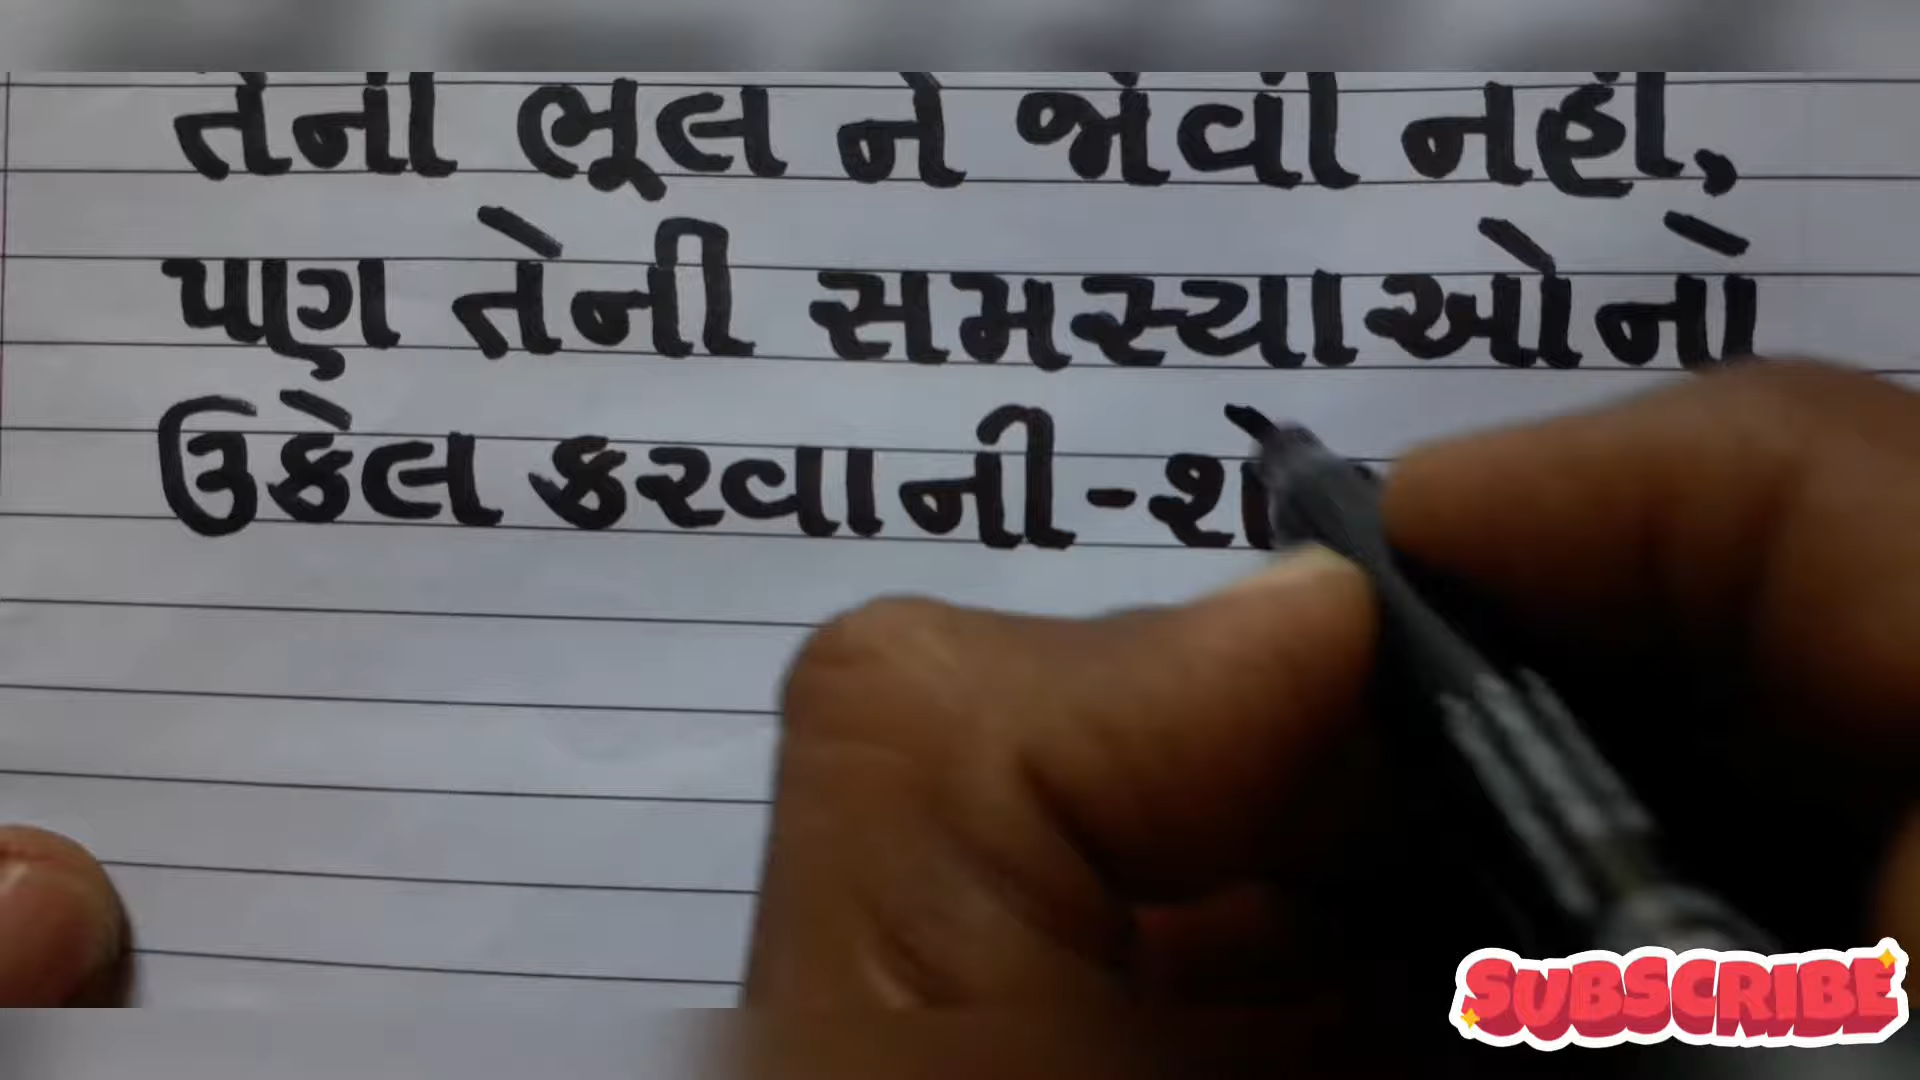 તેની ભૂલ ને જોવી નહીં,
પણ તેની સમસ્યાઓનો
ઉકેલ કરવાની -શે
SUBSCRIBE